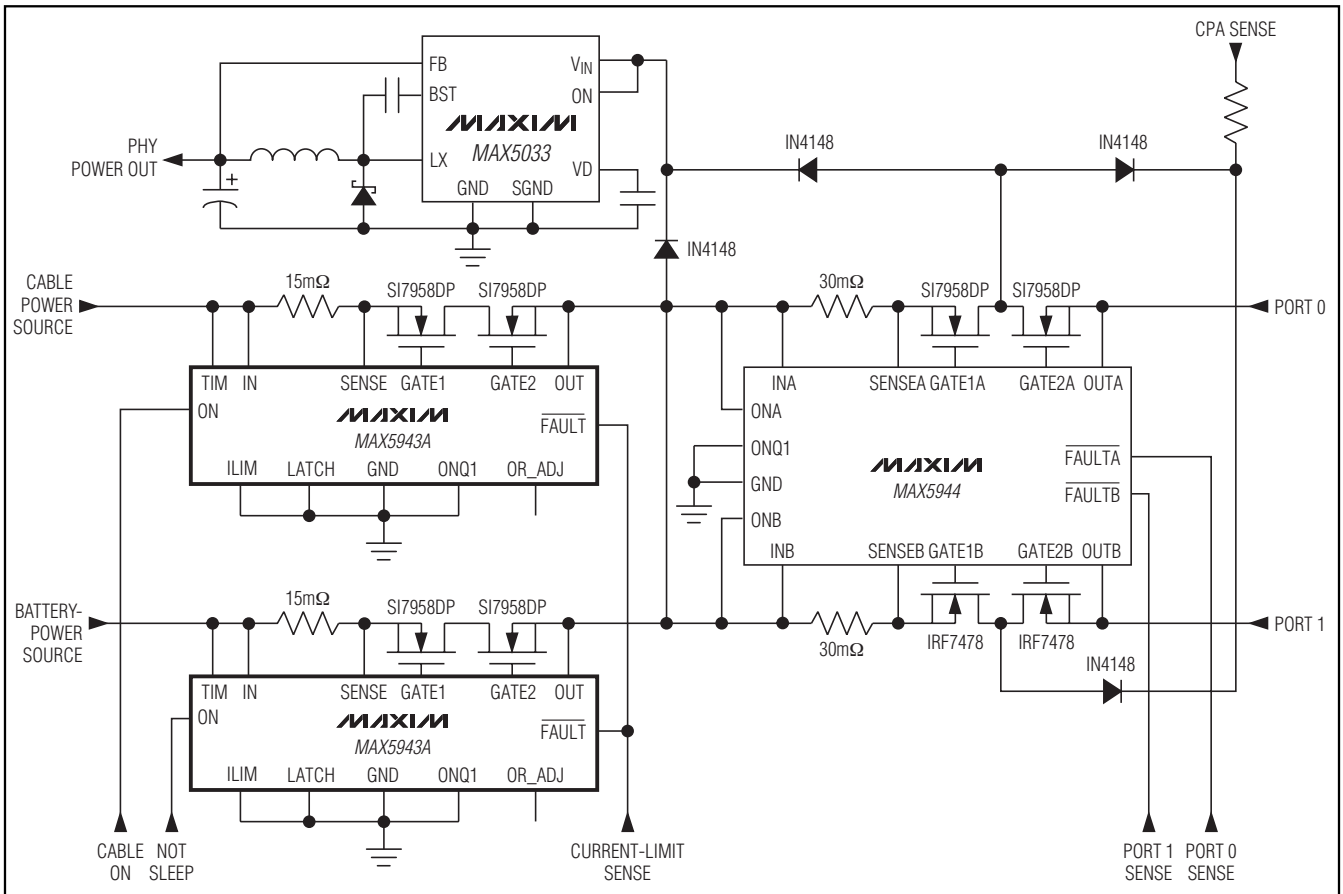 CPA SENSE
FB
VIN
BST
ON
MAXIM
MAX5033
PHY
POWER OUT
LX
VD
GND
SGND
IN4148
IN4148
IN4148
CABLE
POWER
SOURCE
15mΩ
SI7958DP
SI7958DP
30mΩ
SI7958DP
SI7958DP
PORT 0
TIM
IN
SENSE
GATE1
GATE2
OUT
ON
MAXIM
MAX5943A
FAULT
ILIM
LATCH
GND
ONQ1
OR_ADJ
INA
SENSEA
GATE1A
GATE2A
OUTA
ONA
ONQ1
GND
ONB
MAXIM
MAX5944
FAULTA
FAULTB
INB
SENSEB
GATE1B
GATE2B
OUTB
BATTERY-
POWER
SOURCE
15mΩ
SI7958DP
SI7958DP
30mΩ
IRF7478
IRF7478
PORT 1
IN4148
TIM
IN
SENSE
GATE1
GATE2
OUT
ON
MAXIM
MAX5943A
FAULT
ILIM
LATCH
GND
ONQ1
OR_ADJ
CABLE
ON
NOT
SLEEP
CURRENT-LIMIT
SENSE
PORT 1
SENSE
PORT 0
SENSE